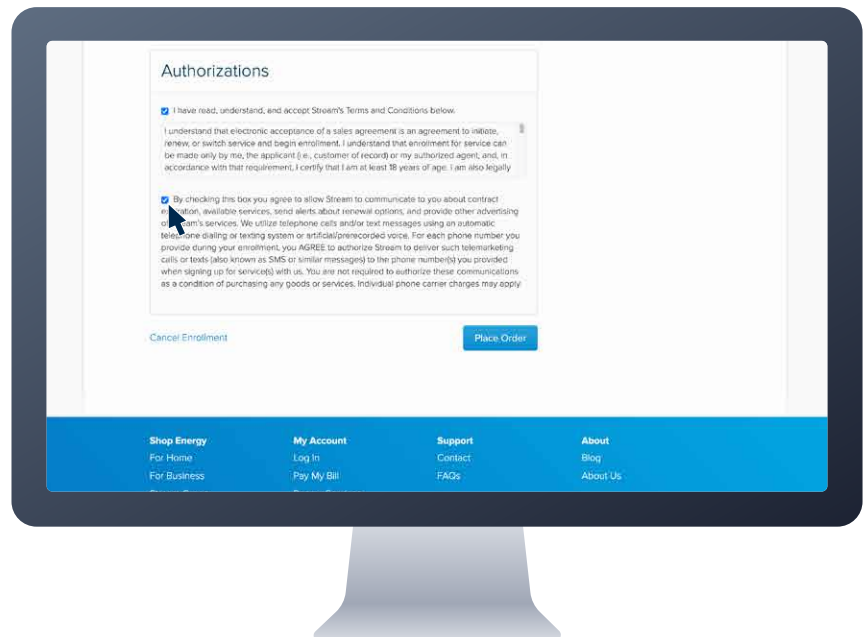 Authorizations
I have read, understand, and accept Stream's Terms and Conditions below.
I understand that electronic acceptance of a sales agreement is an agreement to initiate,
renew, or switch service and begin enrollment. I understand that enrollment for service can
be made only by me, the applicant (i.e., customer of record) or my authorized agent, and, in
accordance with that requirement, I certify that I am at least 18 years of age. I am also legally
By checking this box you agree to allow Stream to communicate to you about contract
available services, send alerts about renewal options, and provide other advertising
services. We utilize telephone calls and/or text messages using an automatic
telephone dialing or texting system or artificial/prerecorded voice. For each phone number you
provide during your enrollment, you AGREE to authorize Stream to deliver such telemarketing
calls or texts (also known as SMS or similar messages) to the phone number(s) you provided
when signing up for service(s) with us. You are not required to authorize these communications
as a condition of purchasing any goods or services. Individual phone carrier charges may apply
Cancel Enrollment
Place Order
Shop Energy
My Account
Support
About
For Home
Log In
Contact
Blog
For Business
Pay My Bill
FAQs
About Us